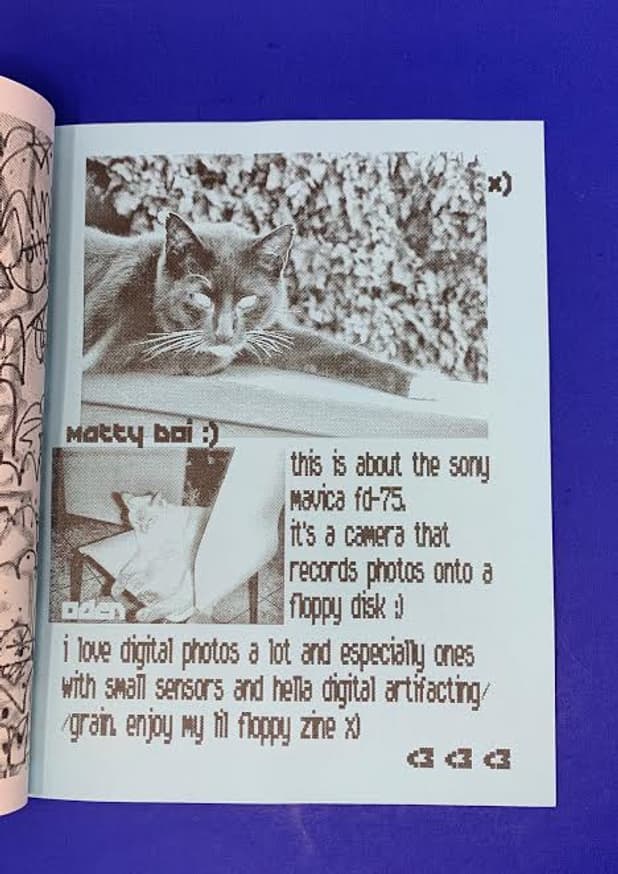 x)
matty boi :)
this is about the sony
mavica fd-75.
it's a camera that
records photos onto a
floppy disk :)
oden
i love digital photos a lot and especially ones
with small sensors and hella digital artifacting/
/grain. enjoy my lil floppy zine x)
<3 <3 <3